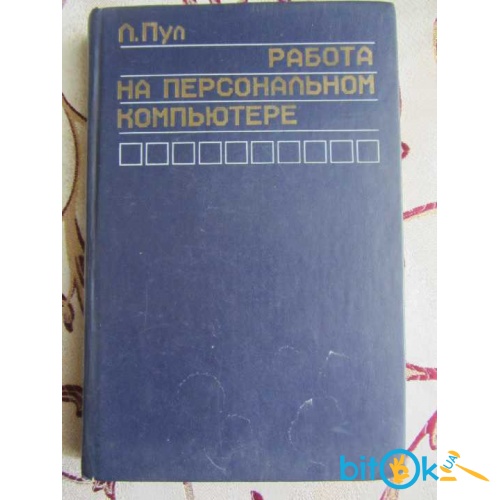 Л. Пул
РАБОТА
НА ПЕРСОНАЛЬНОМ
КОМПЬЮТЕРЕ
bitOk
UA